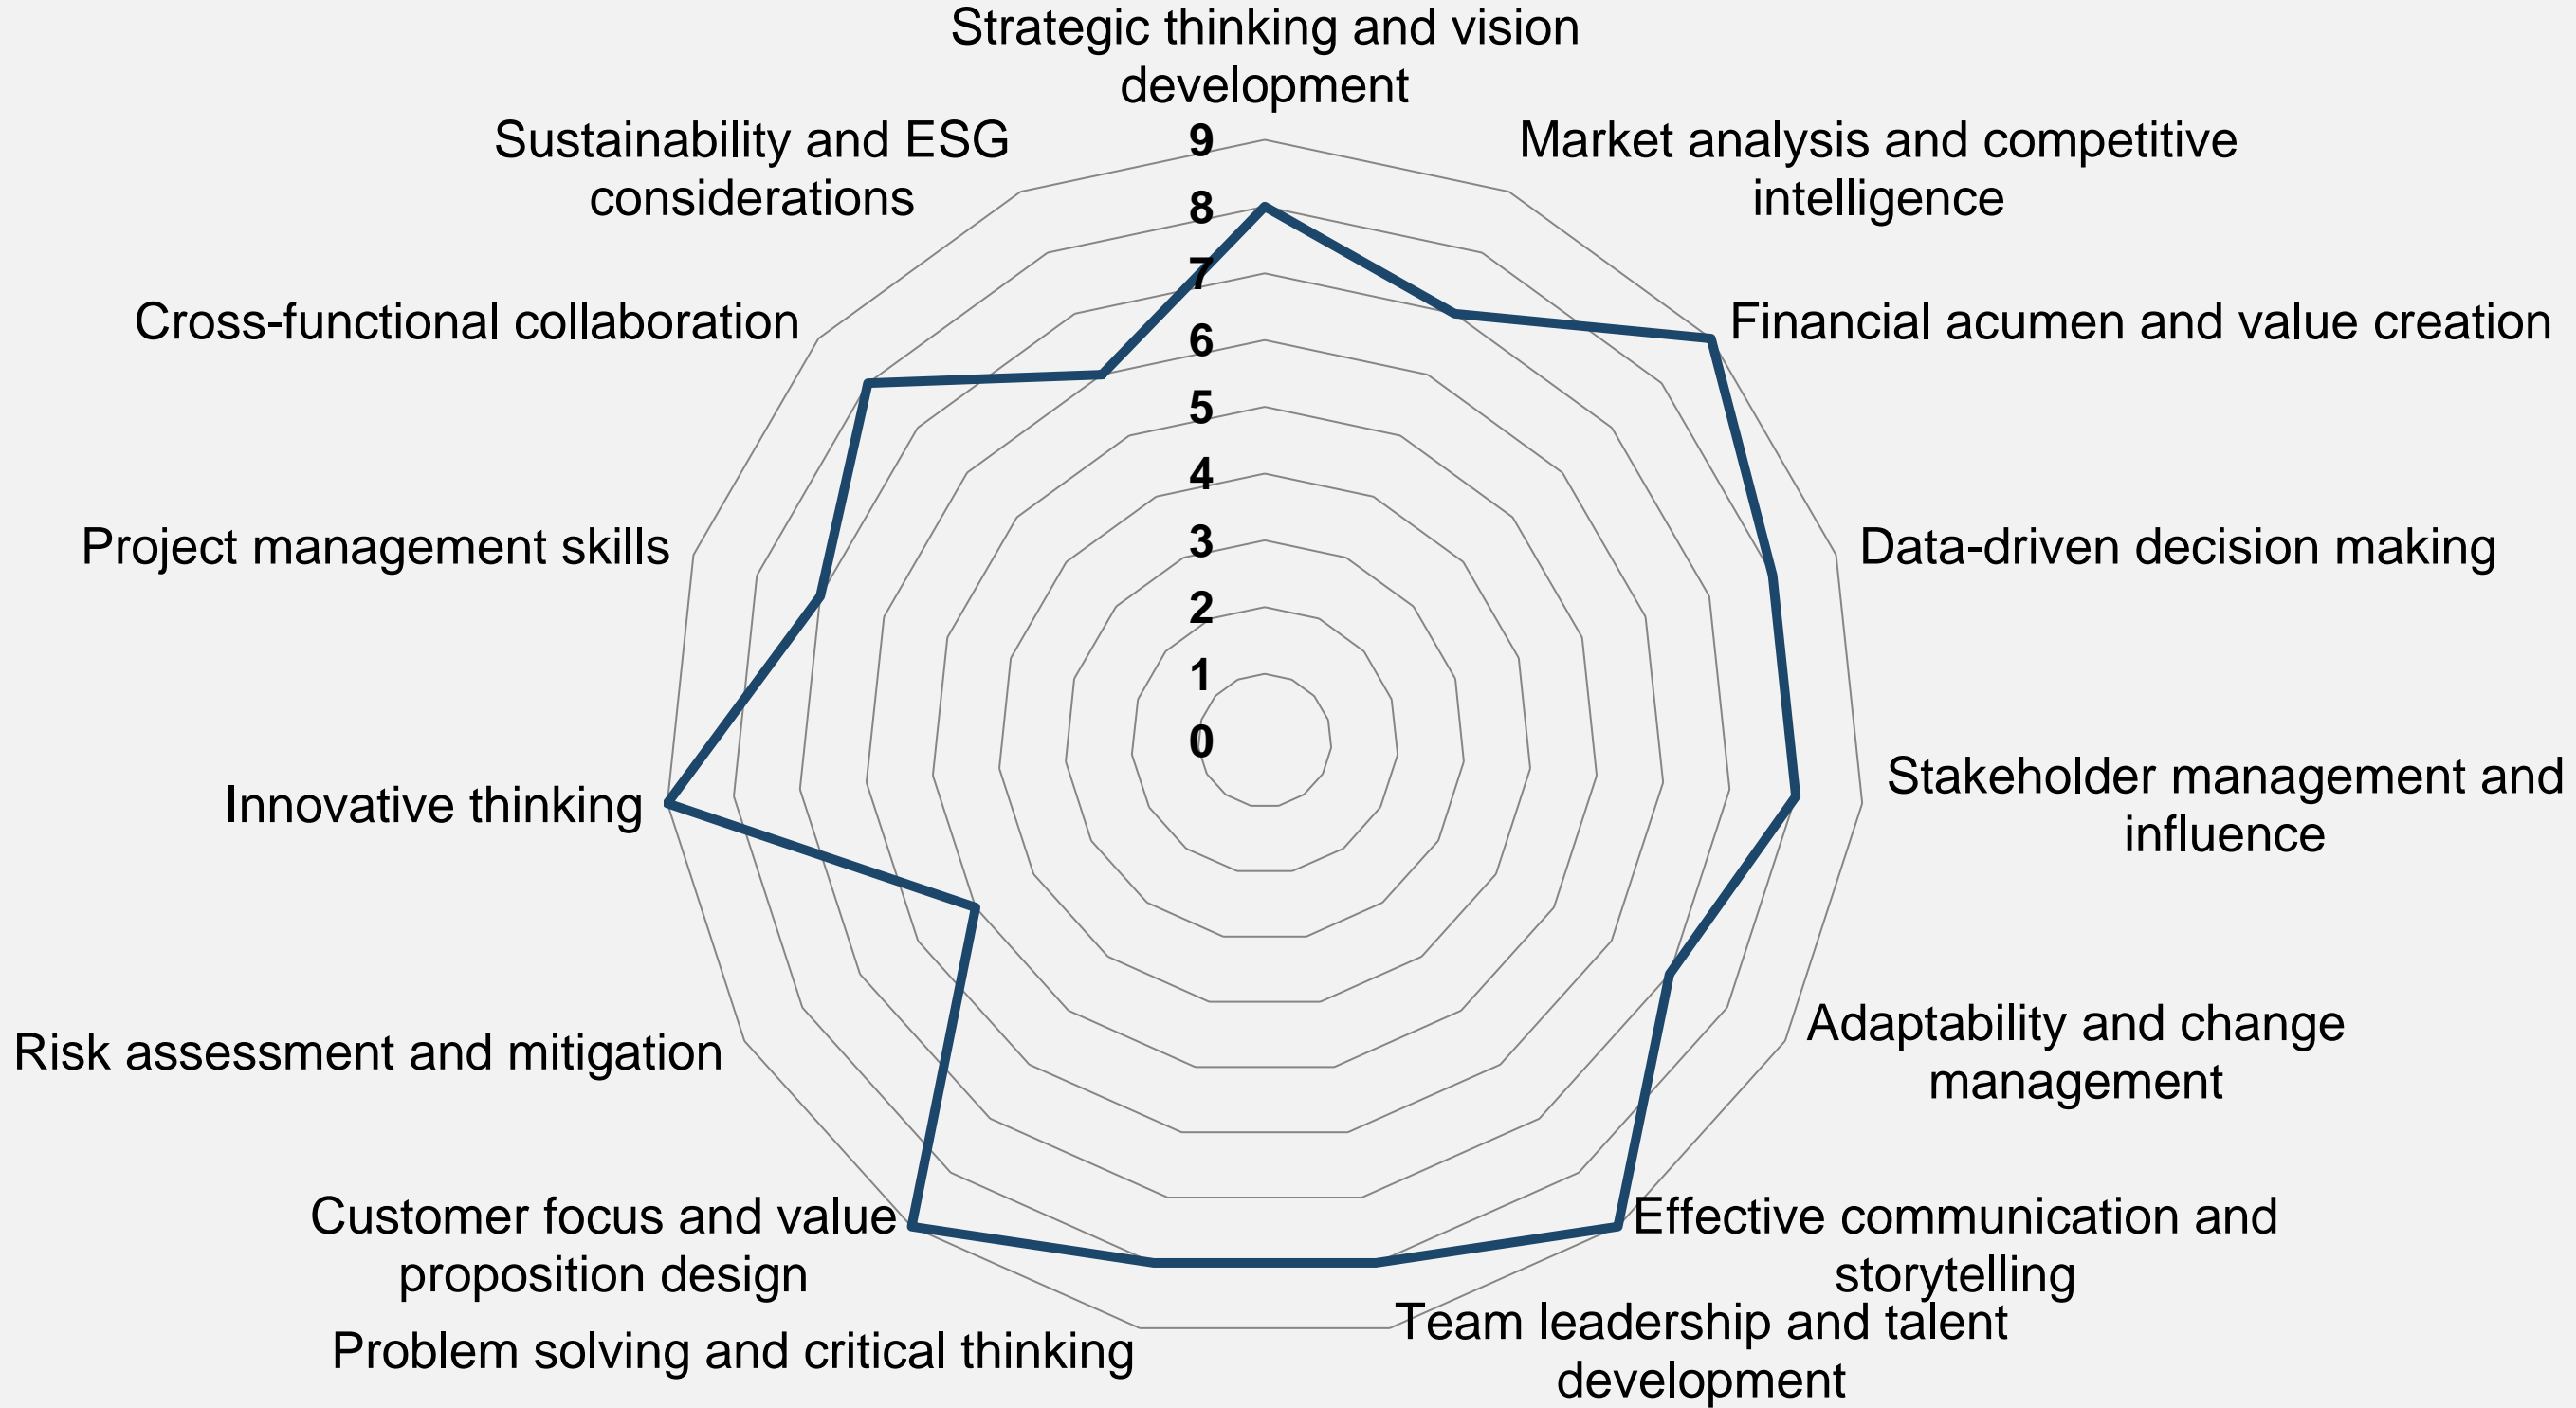 Strategic thinking and vision
development
Market analysis and competitive
intelligence
Financial acumen and value creation
Data-driven decision making
Stakeholder management and
influence
Adaptability and change
management
Effective communication and
storytelling
Team leadership and talent
development
Problem solving and critical thinking
Customer focus and value
proposition design
Risk assessment and mitigation
Innovative thinking
Project management skills
Cross-functional collaboration
Sustainability and ESG
considerations
9
8
7
6
5
4
3
2
1
0